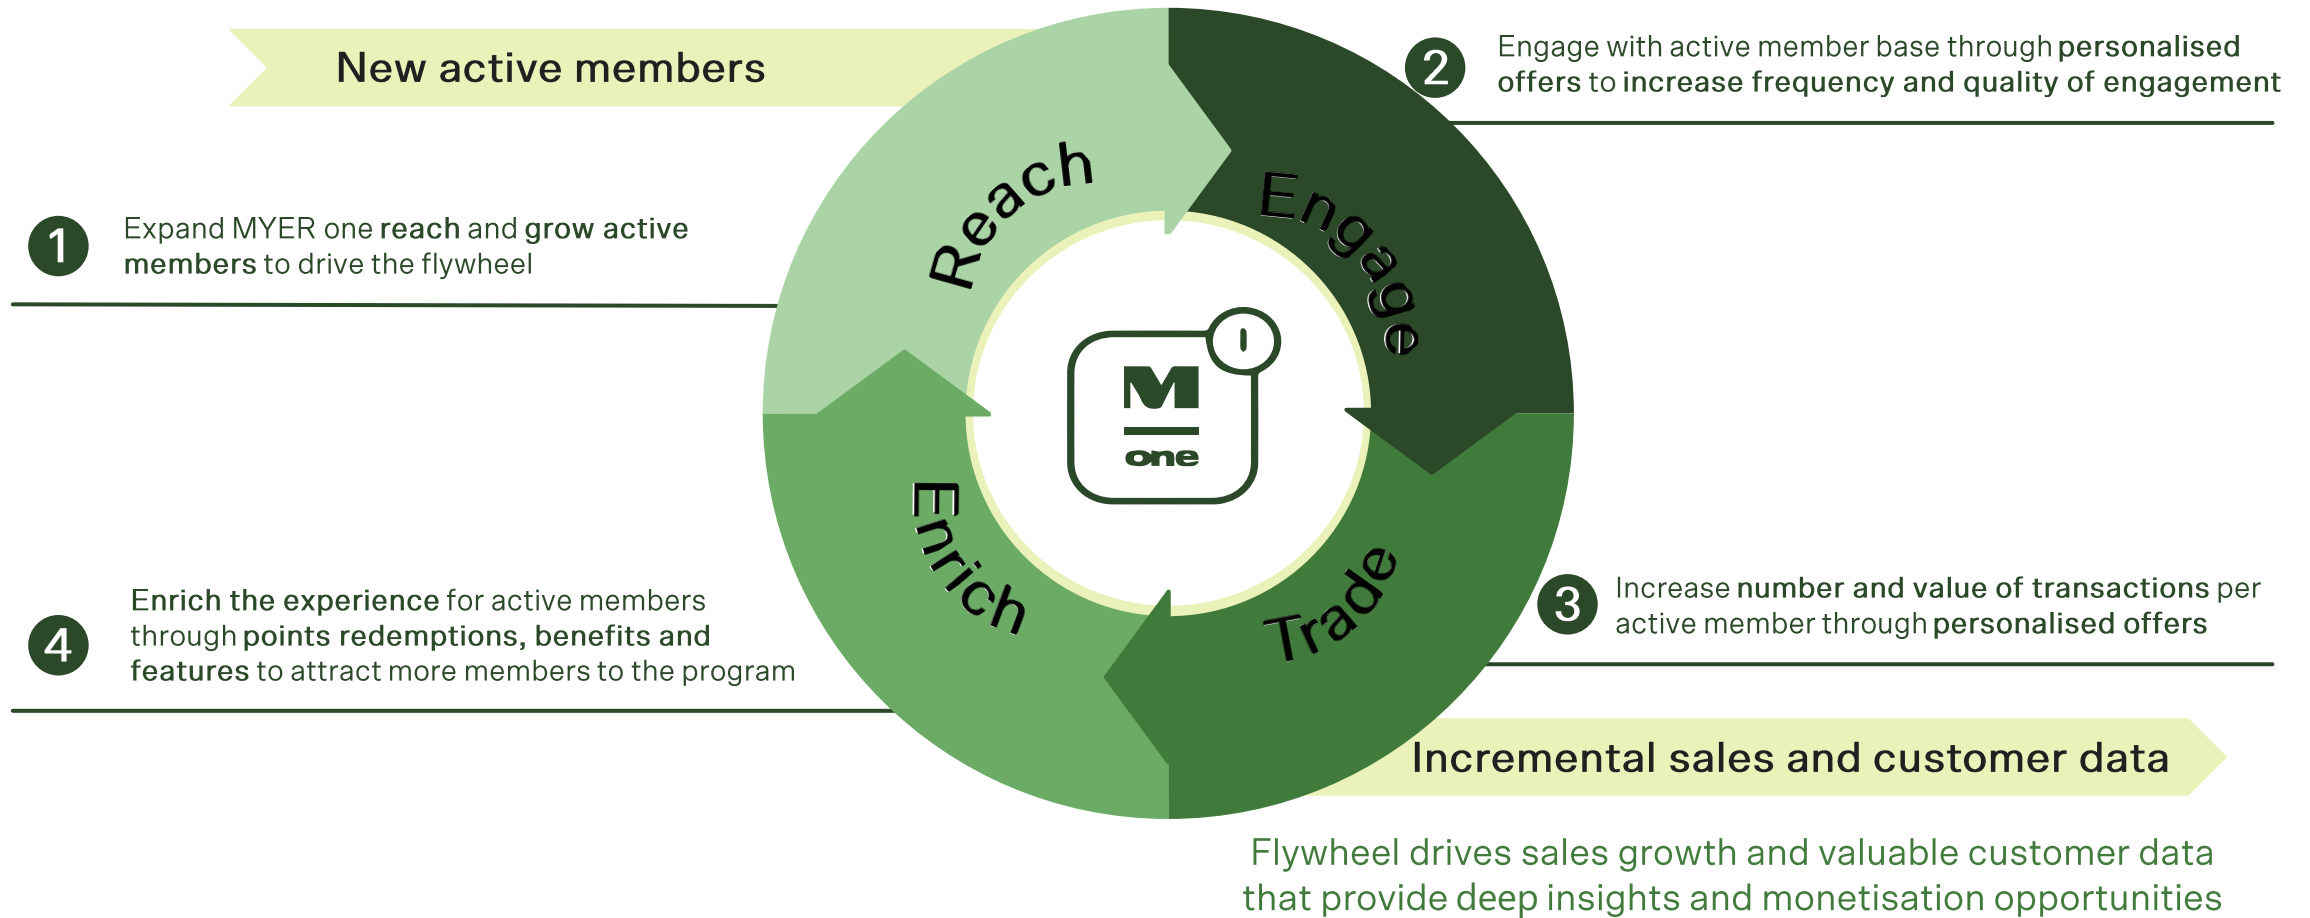 New active members
1
Expand MYER one reach and grow active
members to drive the flywheel
Reach
2
Engage with active member base through personalised
offers to increase frequency and quality of engagement
Engage
M
one
3
Increase number and value of transactions per
active member through personalised offers
Trade
4
Enrich the experience for active members
through points redemptions, benefits and
features to attract more members to the program
Enrich
Incremental sales and customer data
Flywheel drives sales growth and valuable customer data
that provide deep insights and monetisation opportunities